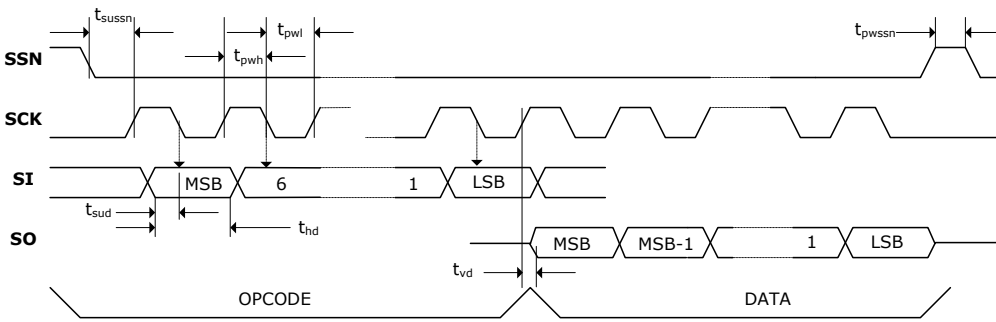 t_sussn
t_pwl
t_pwh
t_pwssn
SSN
SCK
SI
MSB
6
1
LSB
t_sud
t_hd
SO
MSB
MSB-1
1
LSB
t_vd
OPCODE
DATA